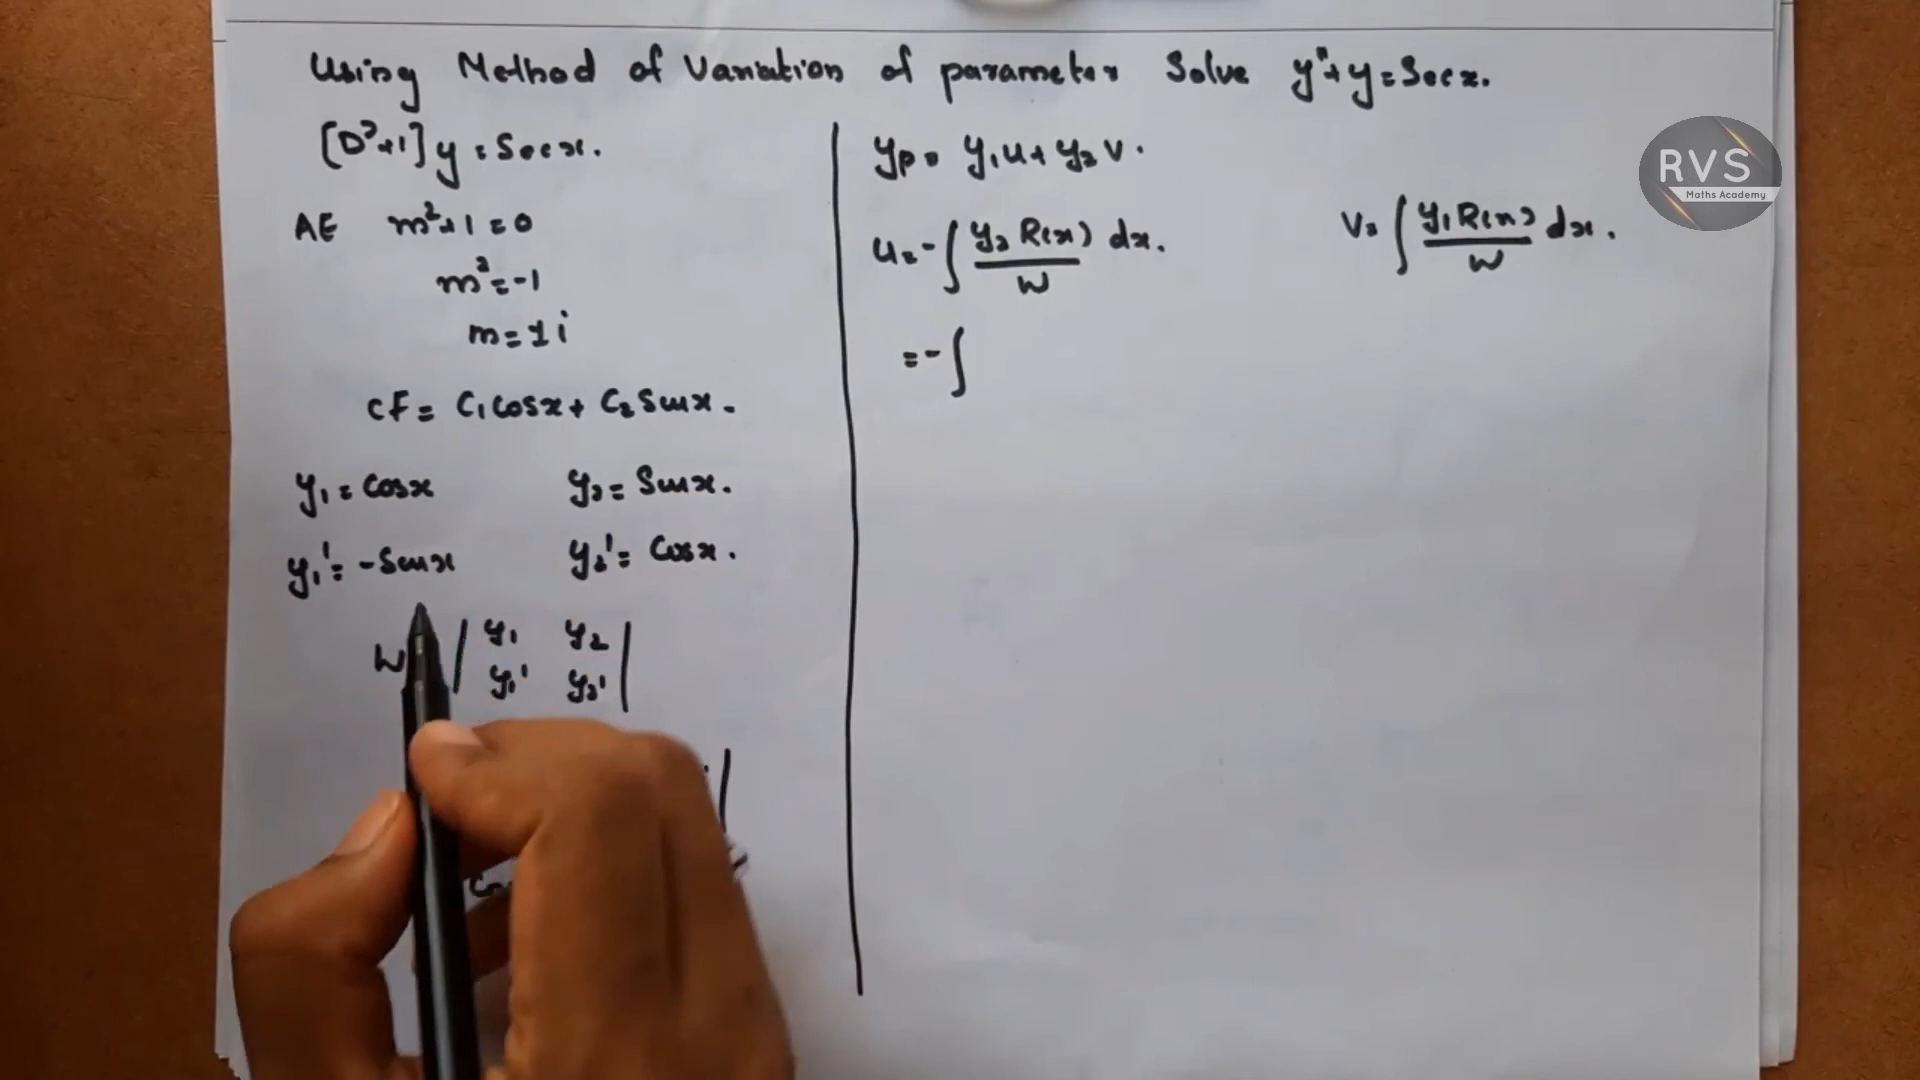 Using Method of Variation of parameter Solve y"+y=Secx.
[D²+1]y=Secx.
AE m²+1=0
m²=-1
m=±i
CF= C₁Cosx+ C₂Sinx.
y₁=Cosx y₂=Sinx.
y₁'=-Sinx y₂'=Cosx.
W | y₁ y₂ |
| y₁' y₂' |
yp= y₁u+y₂v.
u=-∫ y₂ R(x)/W dx. v=∫ y₁R(x)/W dx.
=-∫
RVS
Maths Academy